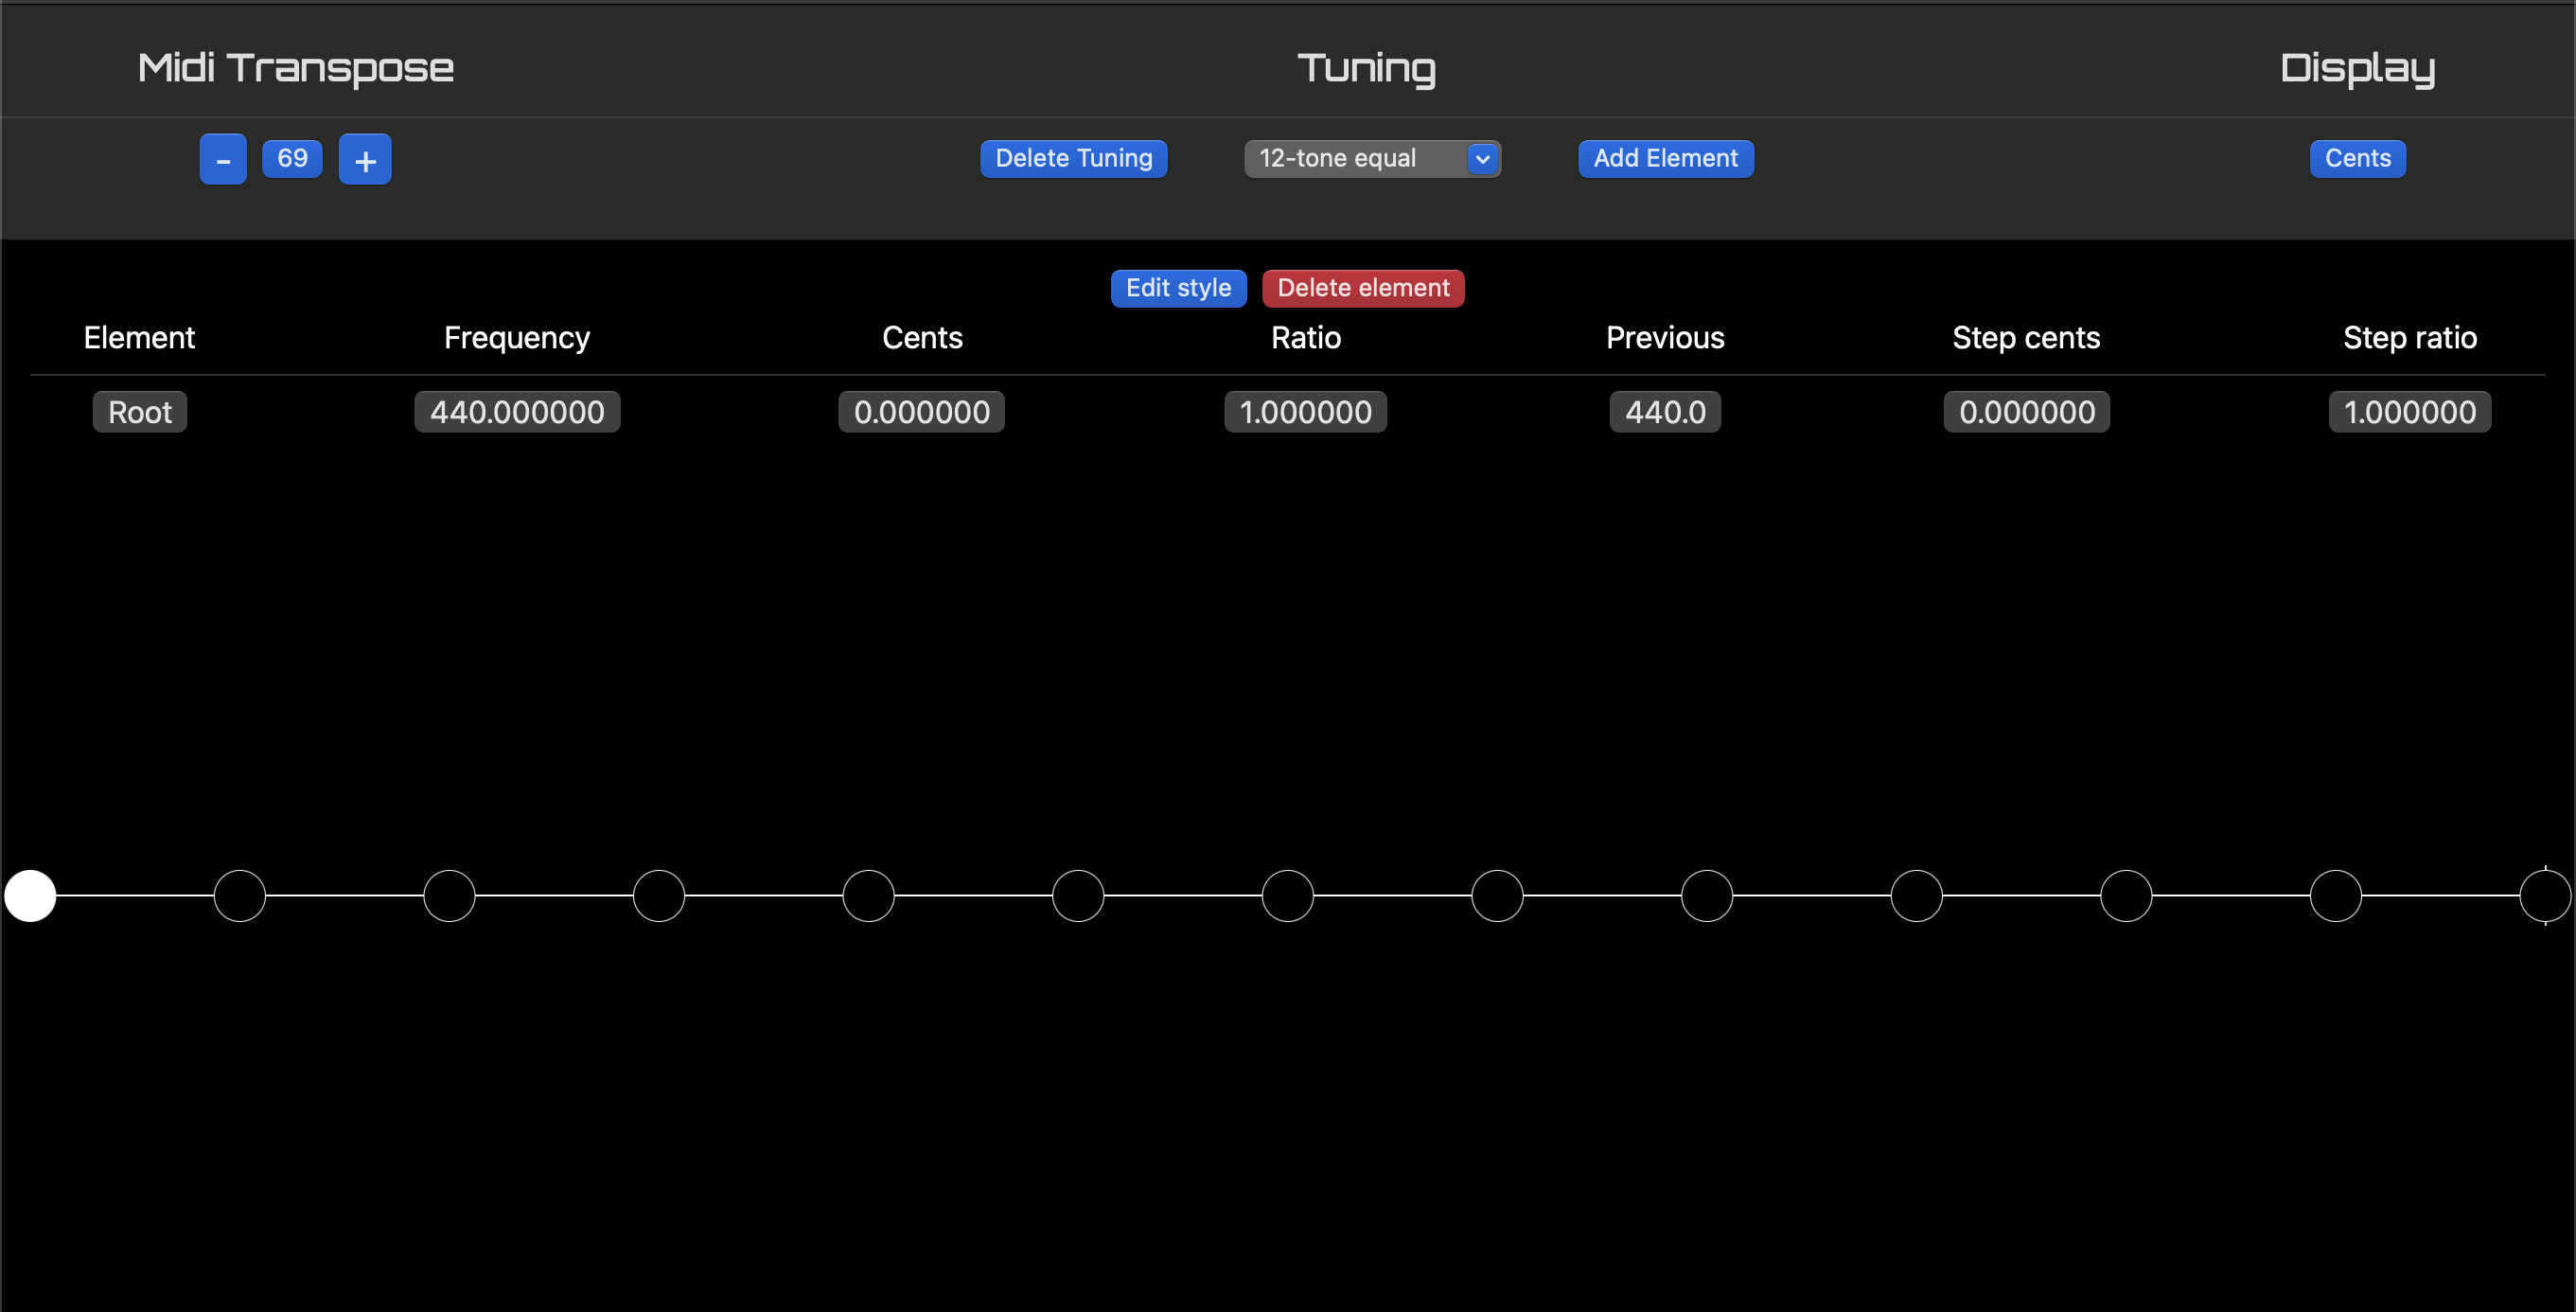 Midi Transpose Tuning Display
- 69 + Delete Tuning 12-tone equal Add Element Cents
Edit style Delete element
Element Frequency Cents Ratio Previous Step cents Step ratio
Root 440.000000 0.000000 1.000000 440.0 0.000000 1.000000